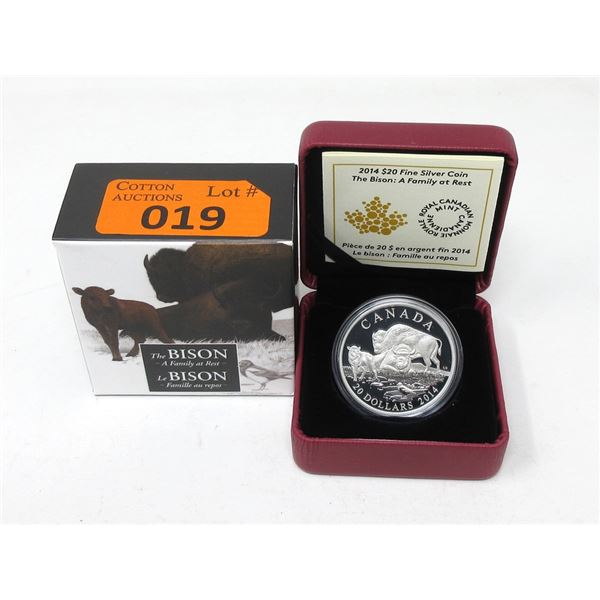 COTTON
AUCTIONS
Lot #
019
The BISON
- A Family at Rest -
Le BISON
- Famille au repos -
2014 $20 Fine Silver Coin
The Bison: A Family at Rest
ROYAL CANADIAN MINT
MONNAIE ROYALE CANADIENNE
Pièce de 20 $ en argent fin 2014
Le bison : Famille au repos
CANADA
20 DOLLARS 2014